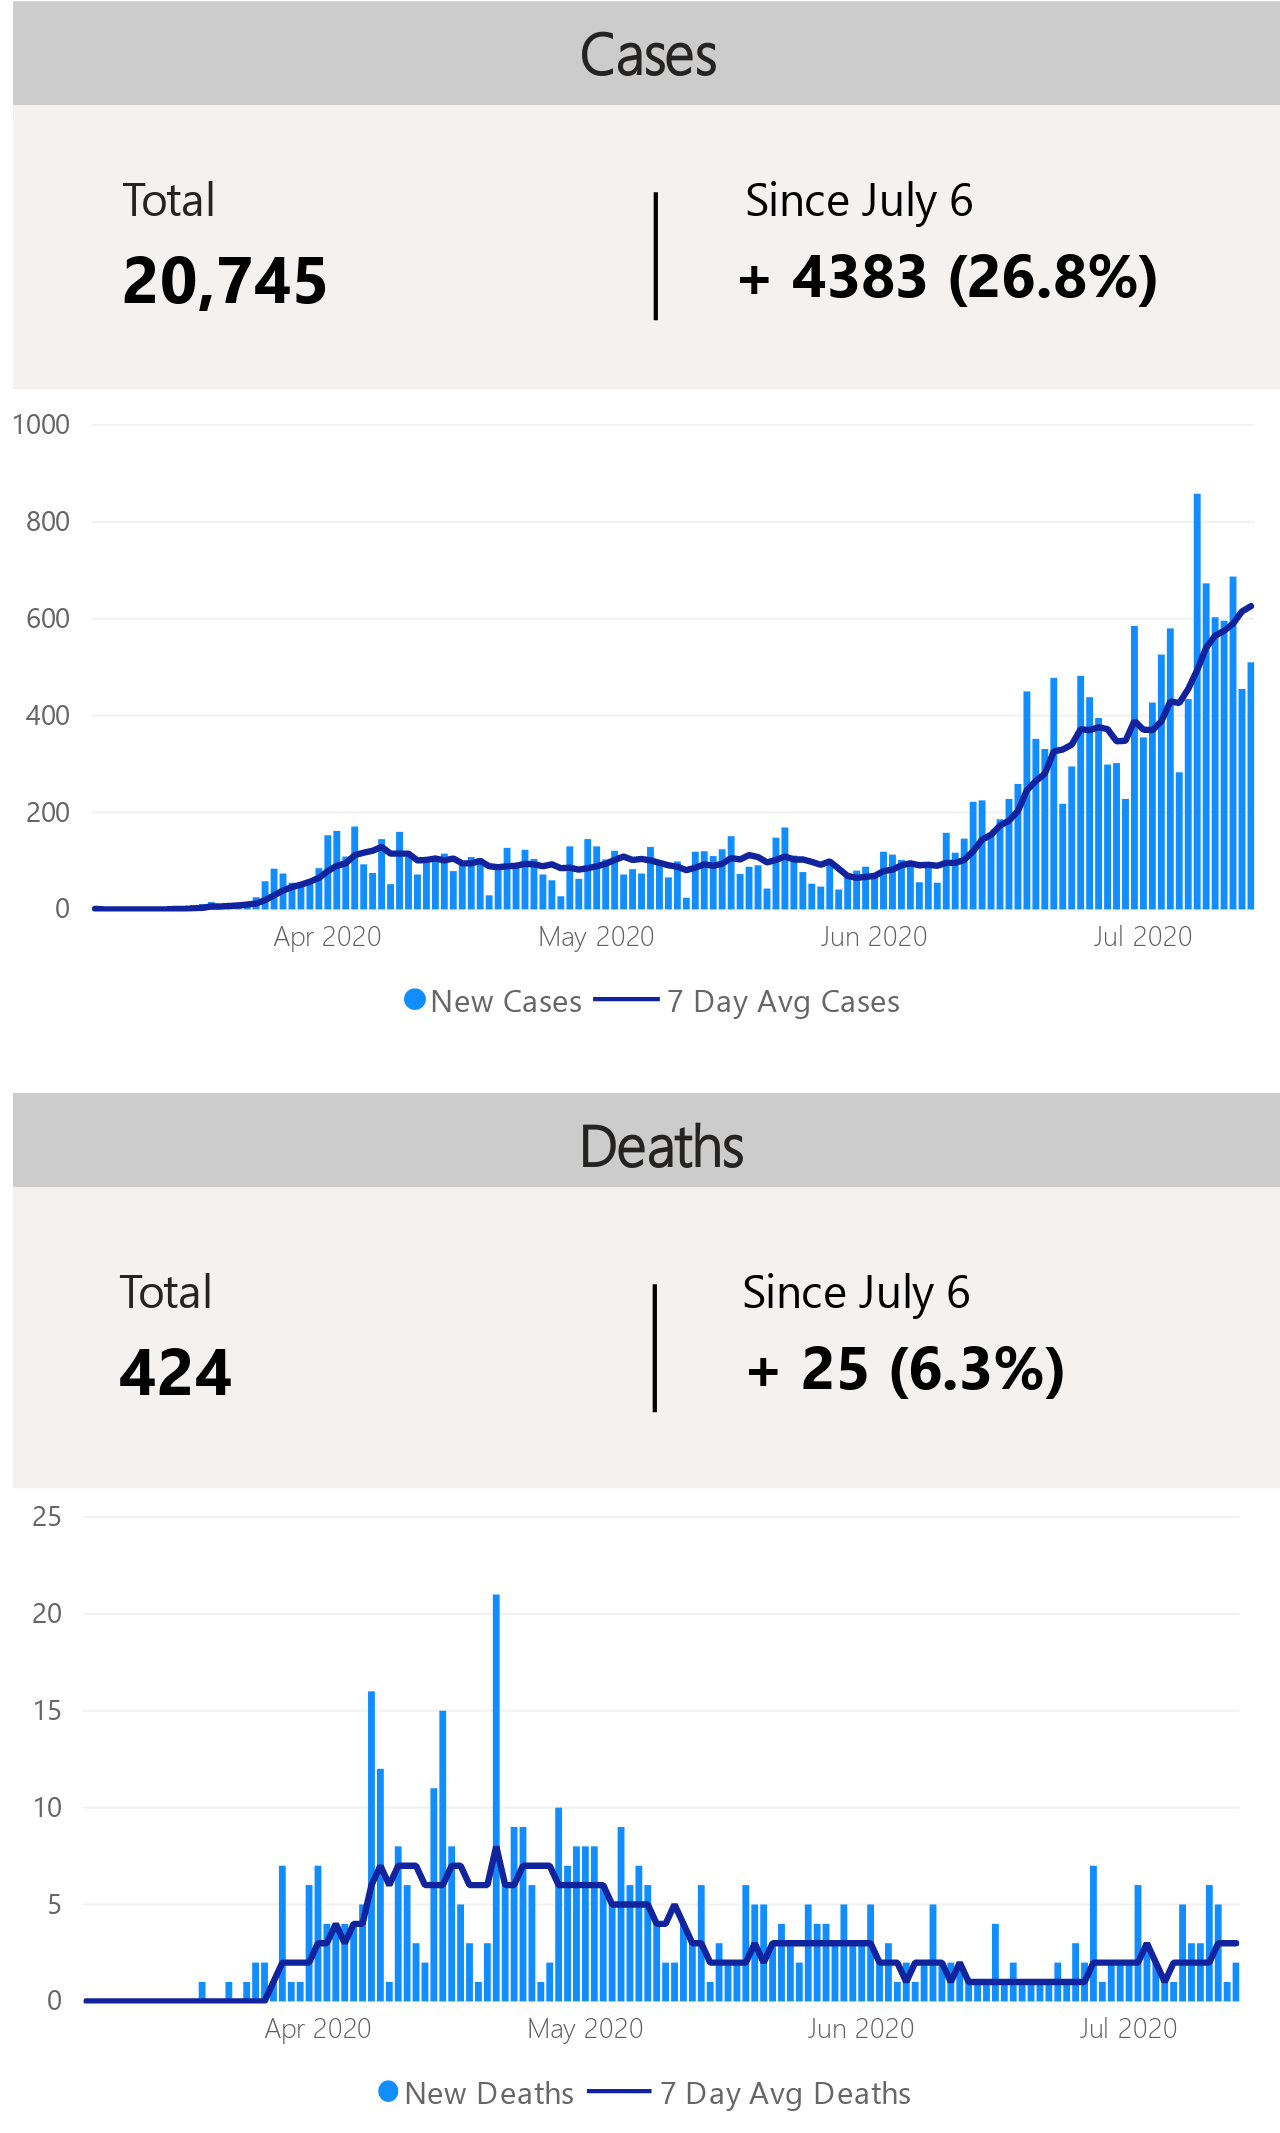 Cases
Total
Since July 6
20,745
+ 4383 (26.8%)
1000
800
600
400
200
0
Apr 2020 May 2020 Jun 2020 Jul 2020
New Cases 7 Day Avg Cases
Deaths
Total
Since July 6
424
+ 25 (6.3%)
25
20
15
10
5
0
Apr 2020 May 2020 Jun 2020 Jul 2020
New Deaths 7 Day Avg Deaths